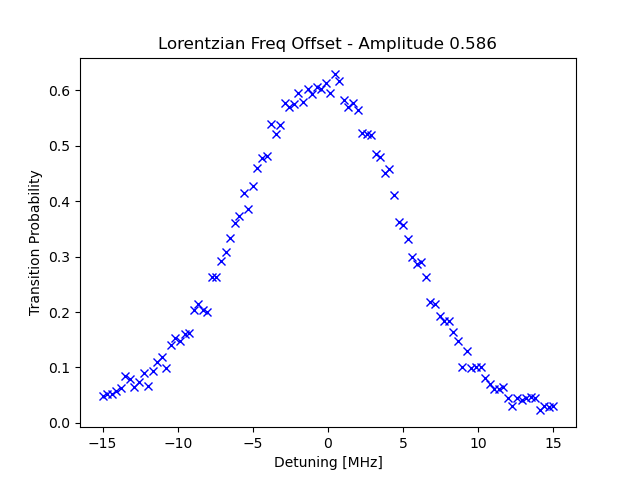 Lorentzian Freq Offset - Amplitude 0.586
Transition Probability
0.6
0.5
0.4
0.3
0.2
0.1
0.0
−15 −10 −5 0 5 10 15
Detuning [MHz]